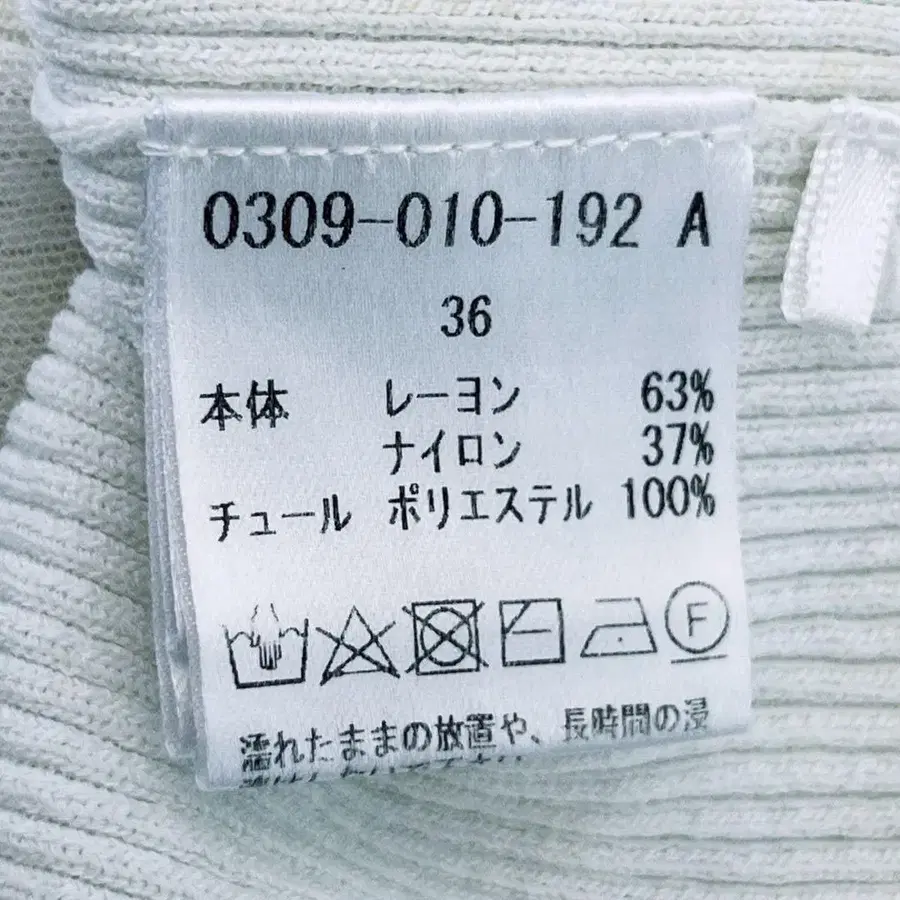 0309-010-192 A
36
本体 レーヨン 63%
ナイロン 37%
チュール ポリエステル 100%
F
濡れたままの放置や、長時間の浸